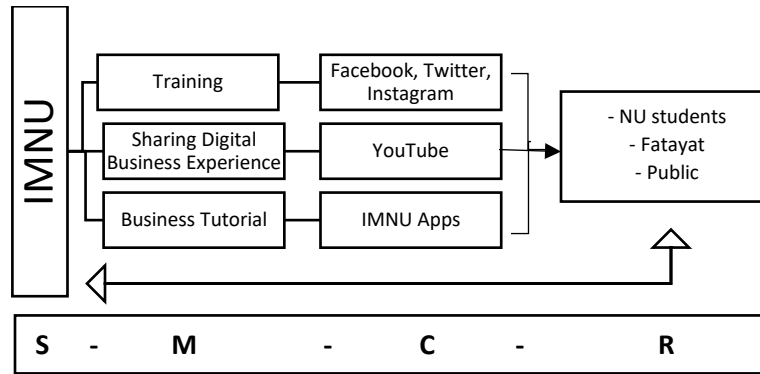 IMNU
Training
Facebook, Twitter,
Instagram
Sharing Digital
Business Experience
YouTube
Business Tutorial
IMNU Apps
- NU students
- Fatayat
- Public
S - M - C - R